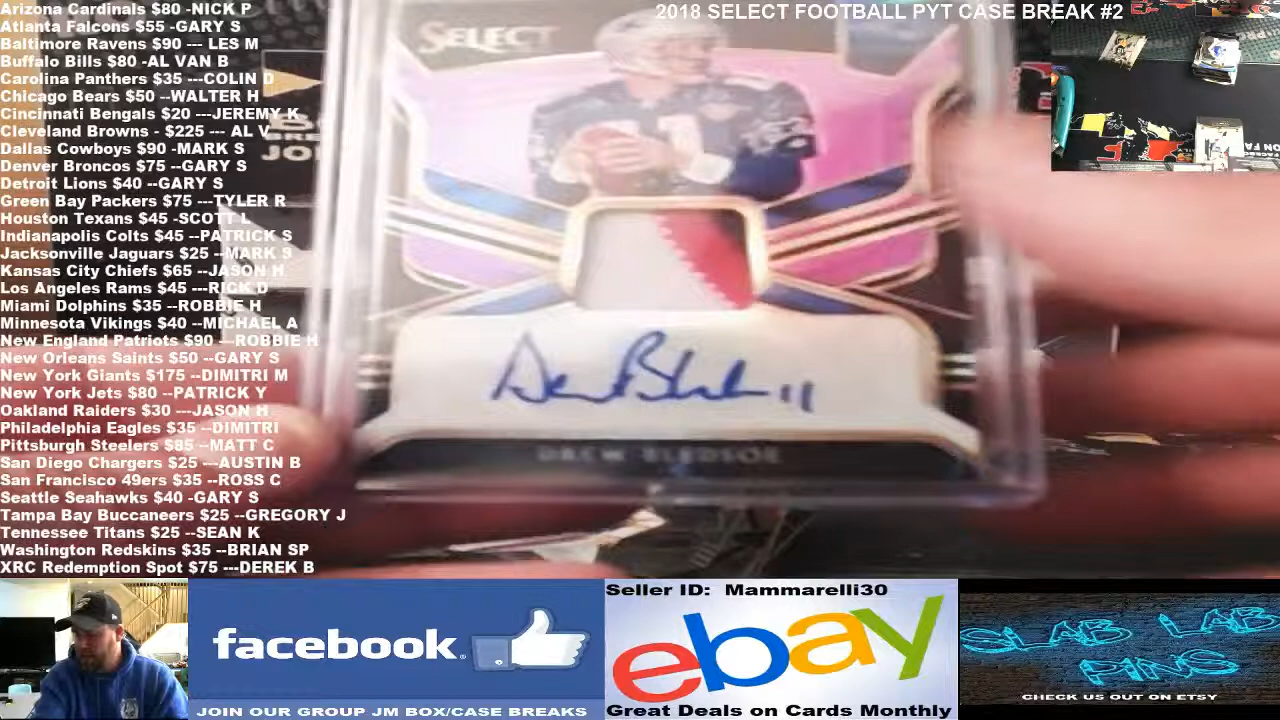 Arizona Cardinals $80 -NICK P
Atlanta Falcons $55 -GARY S
Baltimore Ravens $90 --- LES M
Buffalo Bills $80 -AL VAN B
Carolina Panthers $35 ---COLIN D
Chicago Bears $50 --WALTER H
Cincinnati Bengals $20 ---JEREMY K
Cleveland Browns - $225 --- AL V
Dallas Cowboys $90 -MARK S
Denver Broncos $75 --GARY S
Detroit Lions $40 --GARY S
Green Bay Packers $75 ---TYLER R
Houston Texans $45 -SCOTT L
Indianapolis Colts $45 --PATRICK S
Jacksonville Jaguars $25 --MARK S
Kansas City Chiefs $65 --JASON H
Los Angeles Rams $45 ---RICK D
Miami Dolphins $35 --ROBBIE H
Minnesota Vikings $40 --MICHAEL A
New England Patriots $90 ---ROBBIE H
New Orleans Saints $50 --GARY S
New York Giants $175 --DIMITRI M
New York Jets $80 --PATRICK Y
Oakland Raiders $30 ---JASON H
Philadelphia Eagles $35 --DIMITRI
Pittsburgh Steelers $85 --MATT C
San Diego Chargers $25 ---AUSTIN B
San Francisco 49ers $35 --ROSS C
Seattle Seahawks $40 -GARY S
Tampa Bay Buccaneers $25 --GREGORY J
Tennessee Titans $25 --SEAN K
Washington Redskins $35 --BRIAN SP
XRC Redemption Spot $75 ---DEREK B
2018 SELECT FOOTBALL PYT CASE BREAK #2
SELECT
Drew Bledsoe 11
DREW BLEDSOE
facebook
JOIN OUR GROUP JM BOX/CASE BREAKS
Seller ID: Mammarelli30
ebay
Great Deals on Cards Monthly
SLAB LAB
PINS
CHECK US OUT ON ETSY